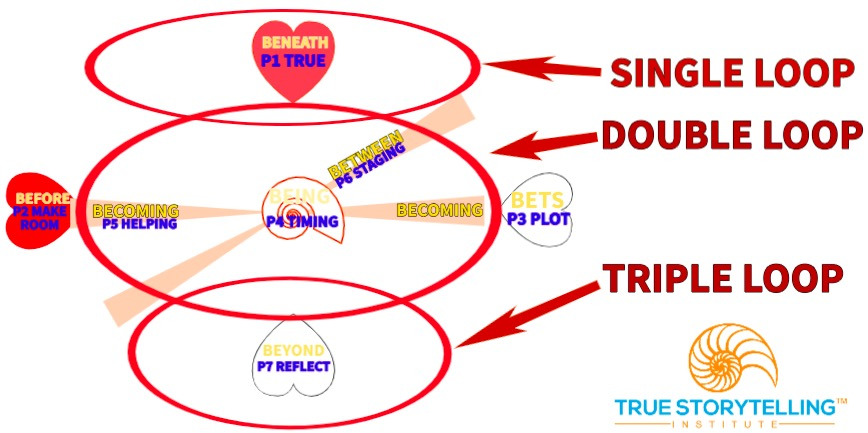 BENEATH
P1 TRUE
SINGLE LOOP
DOUBLE LOOP
BETWEEN
P6 STAGING
BEFORE
P2 MAKE
ROOM
BECOMING
P5 HELPING
BEING
P4 TIMING
BECOMING
BETS
P3 PLOT
TRIPLE LOOP
BEYOND
P7 REFLECT
TRUE STORYTELLING™
INSTITUTE